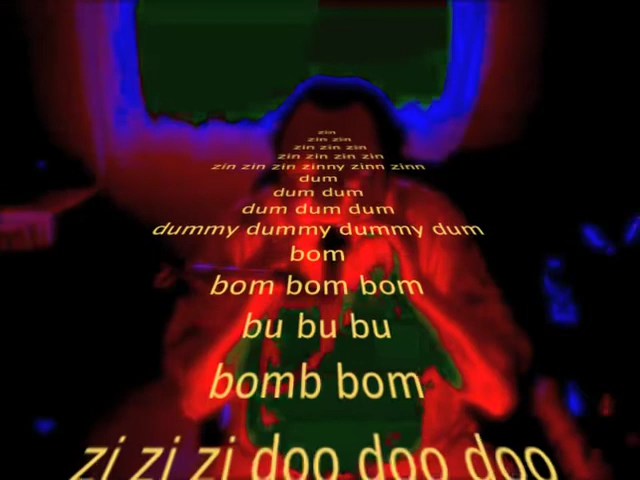 zin
zin zin
zin zin zin
zin zin zin zin
zin zin zin zinny zinn zinn
dum
dum dum
dum dum dum
dummy dummy dummy dum
bom
bom bom bom
bu bu bu
bomb bom
zi zi zi doo doo doo